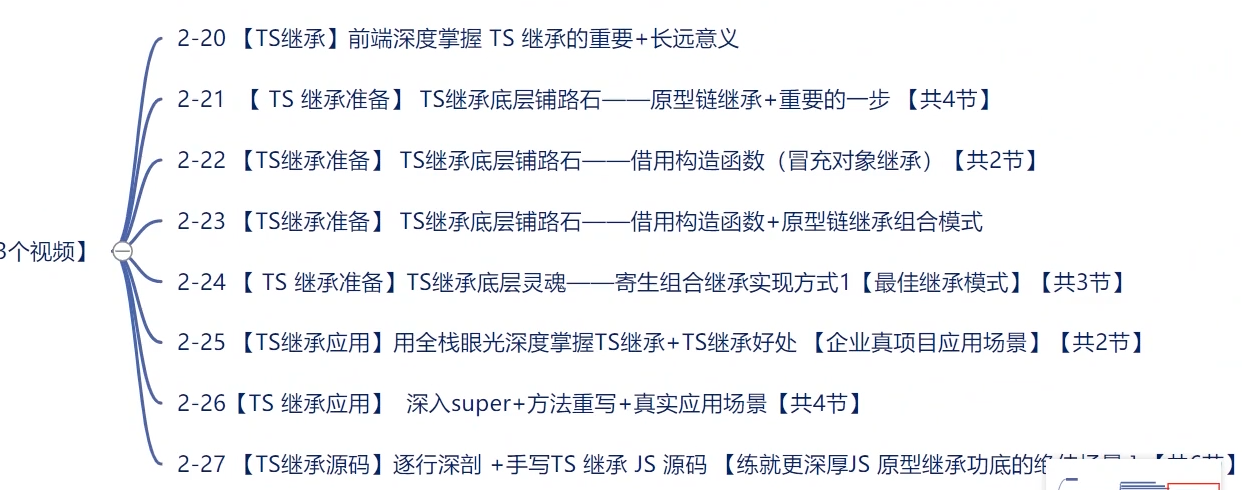 2-20 【TS继承】前端深度掌握 TS 继承的重要+长远意义
2-21 【 TS 继承准备】 TS继承底层铺路石——原型链继承+重要的一步 【共4节】
2-22 【TS继承准备】 TS继承底层铺路石——借用构造函数（冒充对象继承）【共2节】
2-23 【TS继承准备】 TS继承底层铺路石——借用构造函数+原型链继承组合模式
个视频】
2-24 【 TS 继承准备】TS继承底层灵魂——寄生组合继承实现方式1【最佳继承模式】【共3节】
2-25 【TS继承应用】用全栈眼光深度掌握TS继承+TS继承好处 【企业真项目应用场景】【共2节】
2-26【TS 继承应用】 深入super+方法重写+真实应用场景【共4节】
2-27 【TS继承源码】逐行深剖 +手写TS 继承 JS 源码 【练就更深厚JS 原型继承功底的